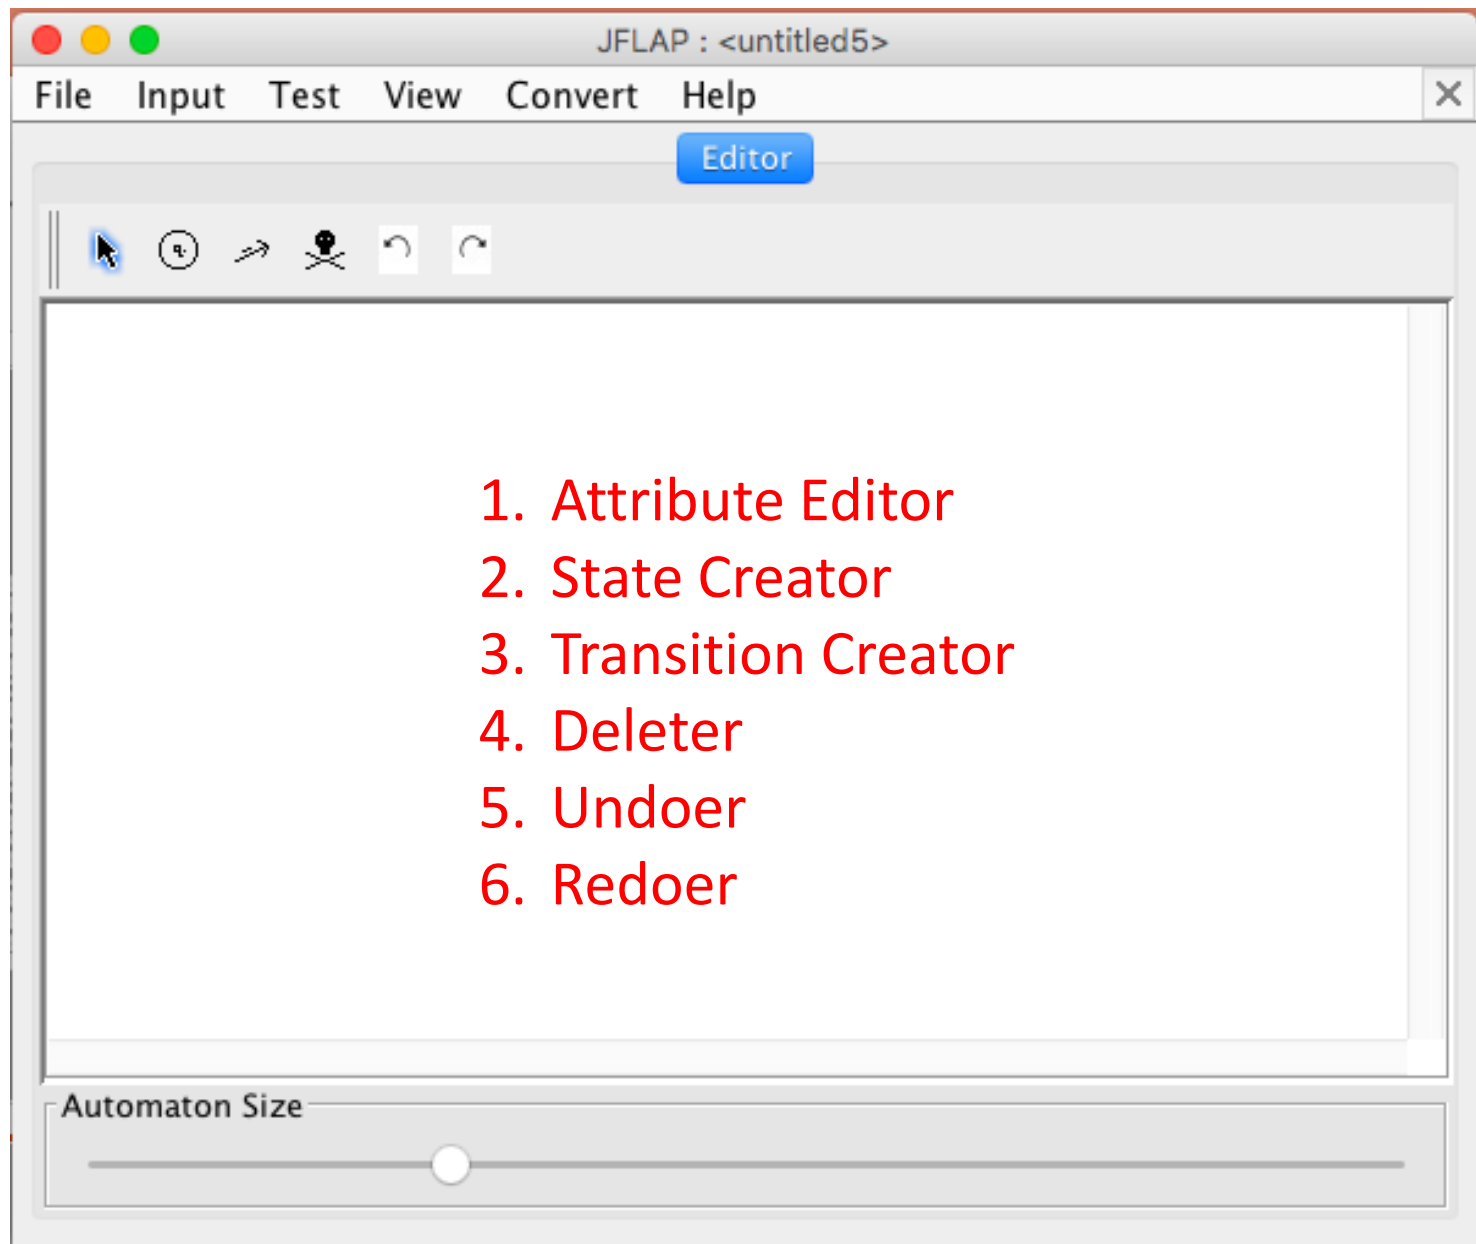 JFLAP : <untitled5>
File Input Test View Convert Help
Editor
q.
1. Attribute Editor
2. State Creator
3. Transition Creator
4. Deleter
5. Undoer
6. Redoer
Automaton Size